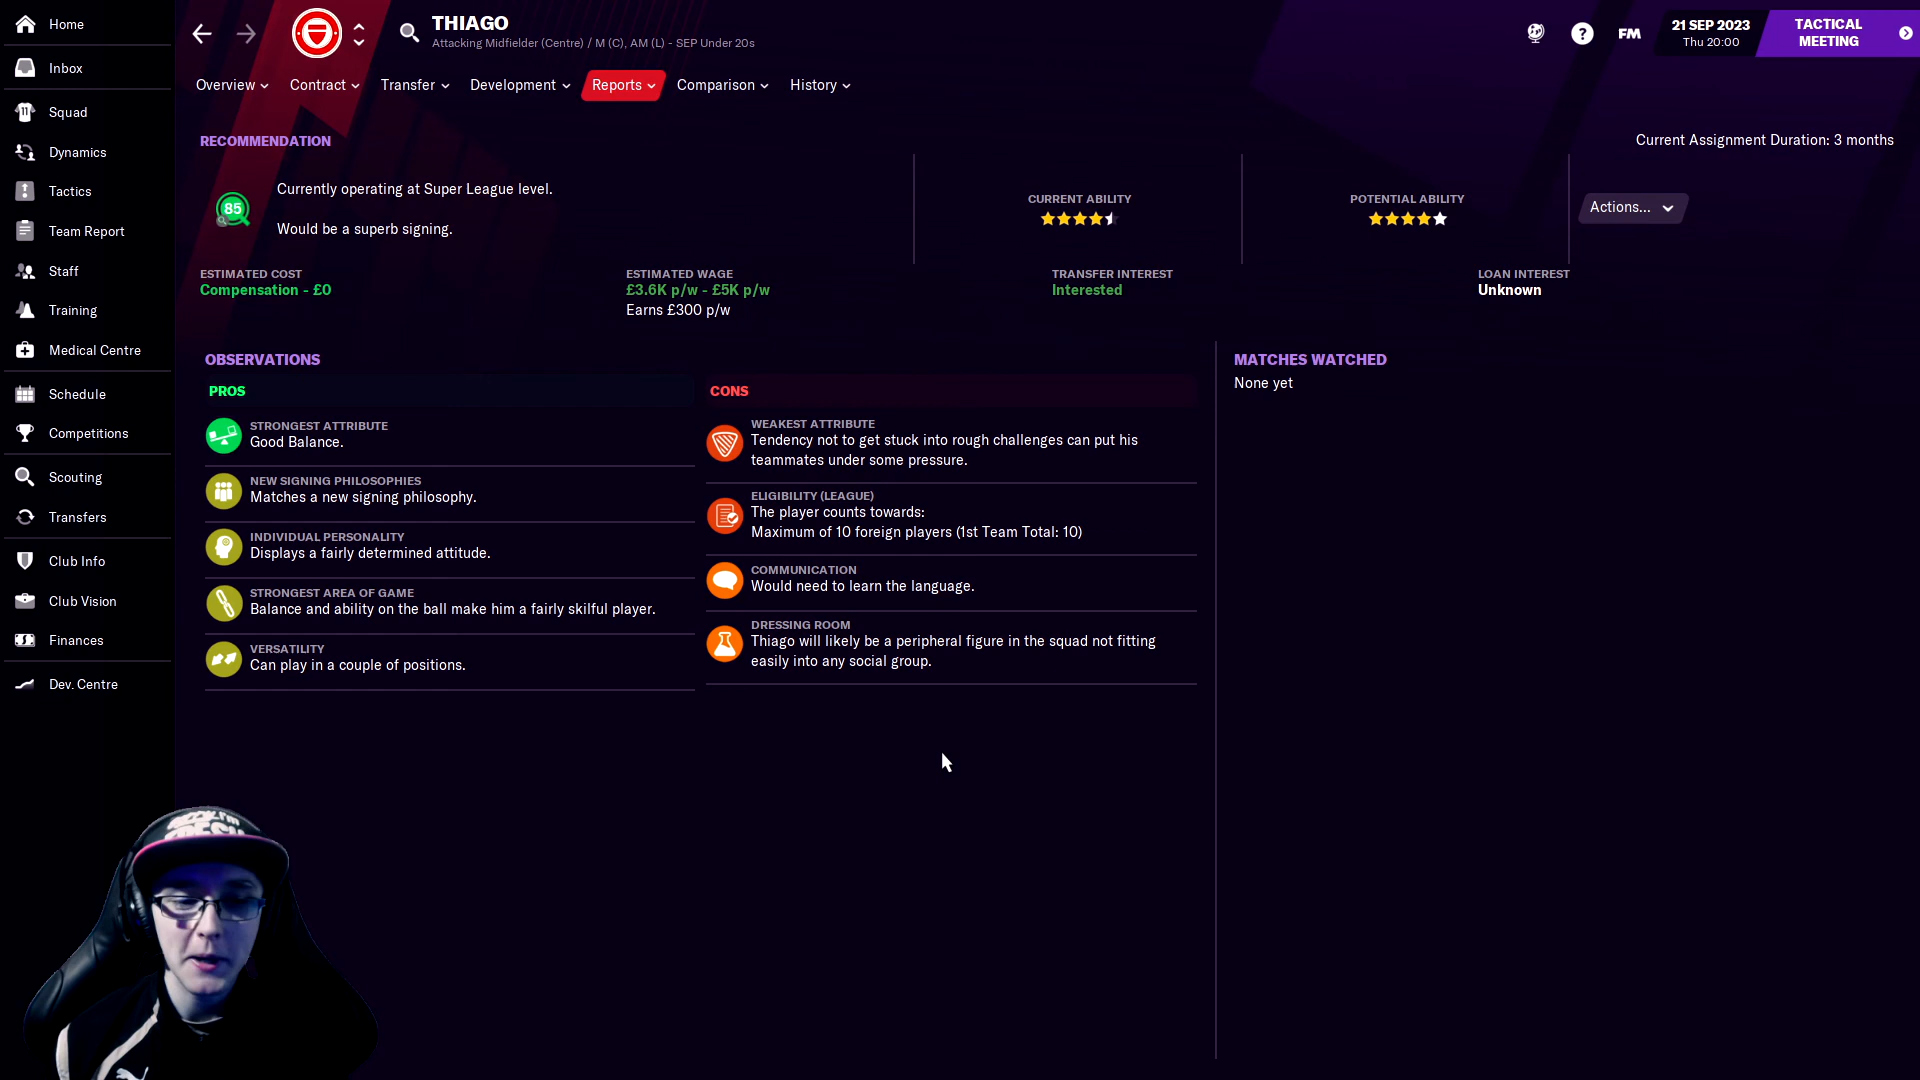 Home
Inbox
Squad
Dynamics
Tactics
Team Report
Staff
Training
Medical Centre
Schedule
Competitions
Scouting
Transfers
Club Info
Club Vision
Finances
Dev. Centre
THIAGO
Attacking Midfielder (Centre) / M (C), AM (L) - SEP Under 20s
?
FM
21 SEP 2023
Thu 20:00
TACTICAL
MEETING
Overview
Contract
Transfer
Development
Reports
Comparison
History
RECOMMENDATION
Current Assignment Duration: 3 months
85
Currently operating at Super League level.
Would be a superb signing.
CURRENT ABILITY
POTENTIAL ABILITY
Actions...
ESTIMATED COST
Compensation - £0
ESTIMATED WAGE
£3.6K p/w - £5K p/w
Earns £300 p/w
TRANSFER INTEREST
Interested
LOAN INTEREST
Unknown
OBSERVATIONS
PROS
STRONGEST ATTRIBUTE
Good Balance.
NEW SIGNING PHILOSOPHIES
Matches a new signing philosophy.
INDIVIDUAL PERSONALITY
Displays a fairly determined attitude.
STRONGEST AREA OF GAME
Balance and ability on the ball make him a fairly skilful player.
VERSATILITY
Can play in a couple of positions.
CONS
WEAKEST ATTRIBUTE
Tendency not to get stuck into rough challenges can put his
teammates under some pressure.
ELIGIBILITY (LEAGUE)
The player counts towards:
Maximum of 10 foreign players (1st Team Total: 10)
COMMUNICATION
Would need to learn the language.
DRESSING ROOM
Thiago will likely be a peripheral figure in the squad not fitting
easily into any social group.
MATCHES WATCHED
None yet